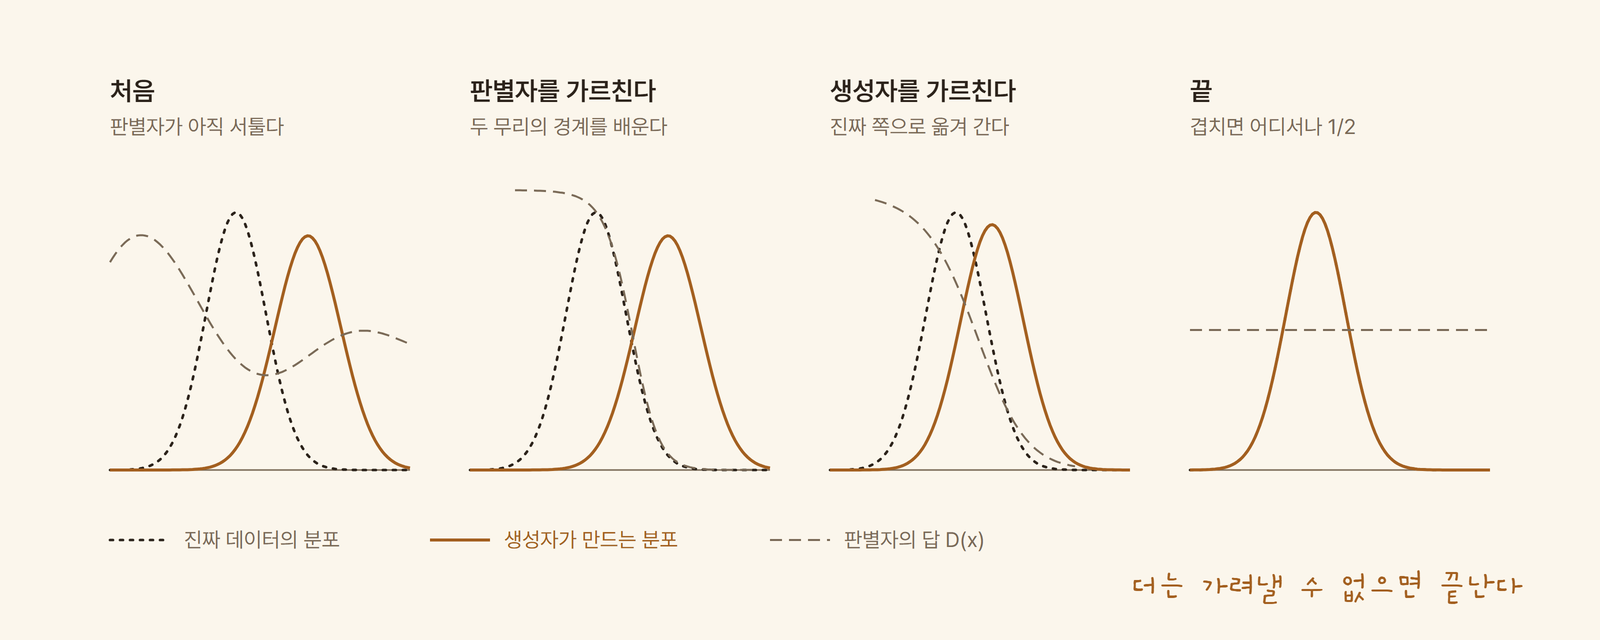 처음
판별자가 아직 서툴다
판별자를 가르친다
두 무리의 경계를 배운다
생성자를 가르친다
진짜 쪽으로 옮겨 간다
끝
겹치면 어디서나 1/2
진짜 데이터의 분포
생성자가 만드는 분포
판별자의 답 D(x)
더는 가려낼 수 없으면 끝난다